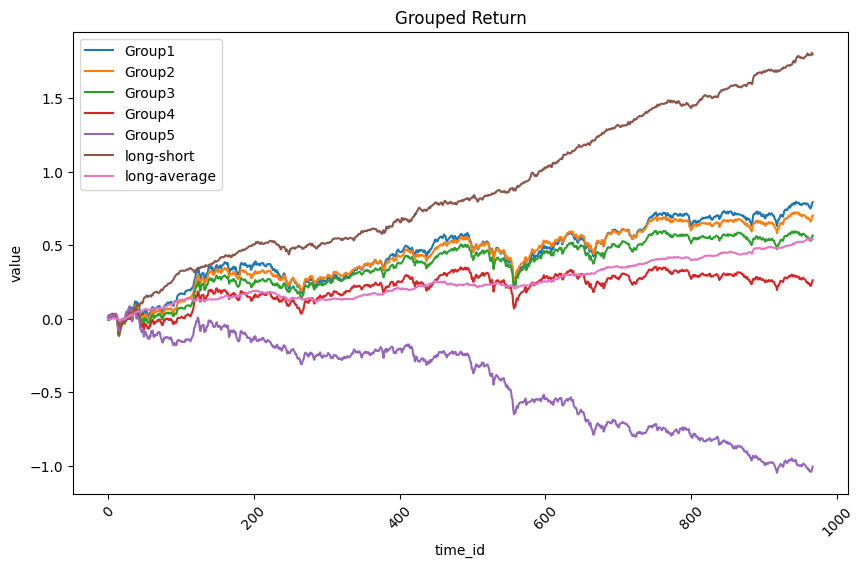 Grouped Return
Group1
Group2
Group3
Group4
Group5
long-short
long-average
value
1.5
1.0
0.5
0.0
−0.5
−1.0
0
200
400
600
800
1000
time_id